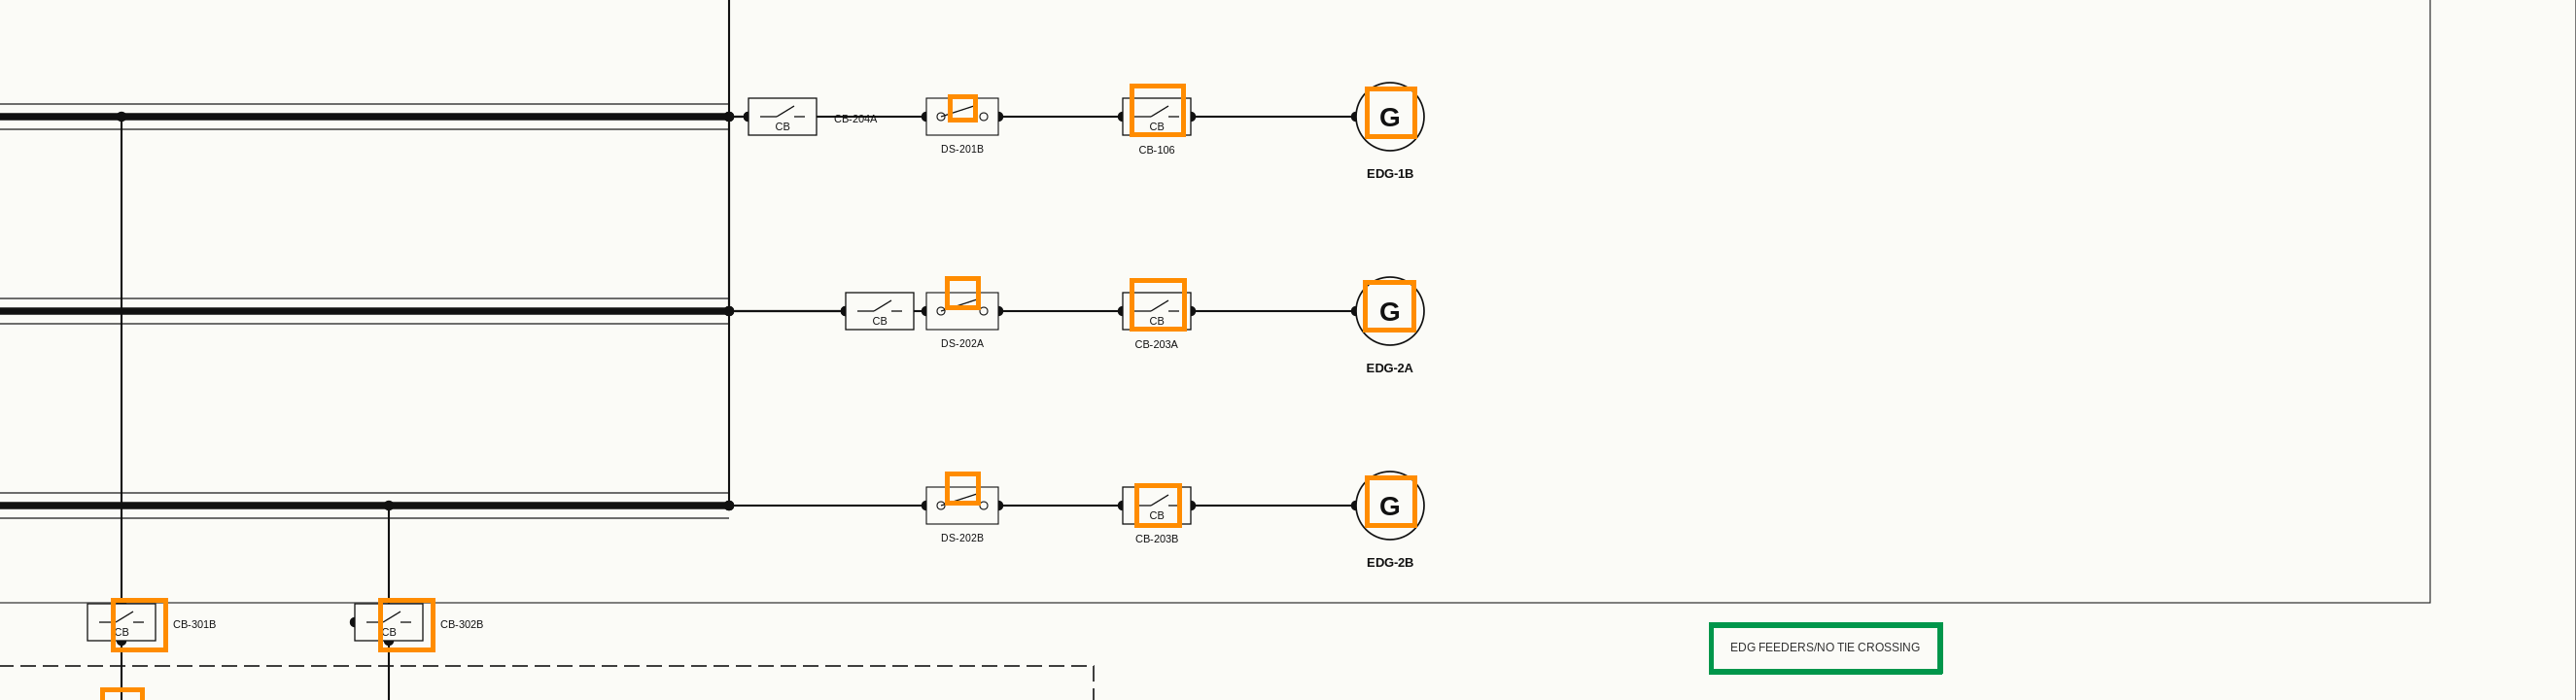 CB
CB-204A
DS-201B
CB
CB-106
G
EDG-1B
CB
DS-202A
CB
CB-203A
G
EDG-2A
DS-202B
CB
CB-203B
G
EDG-2B
CB
CB-301B
CB
CB-302B
EDG FEEDERS/NO TIE CROSSING